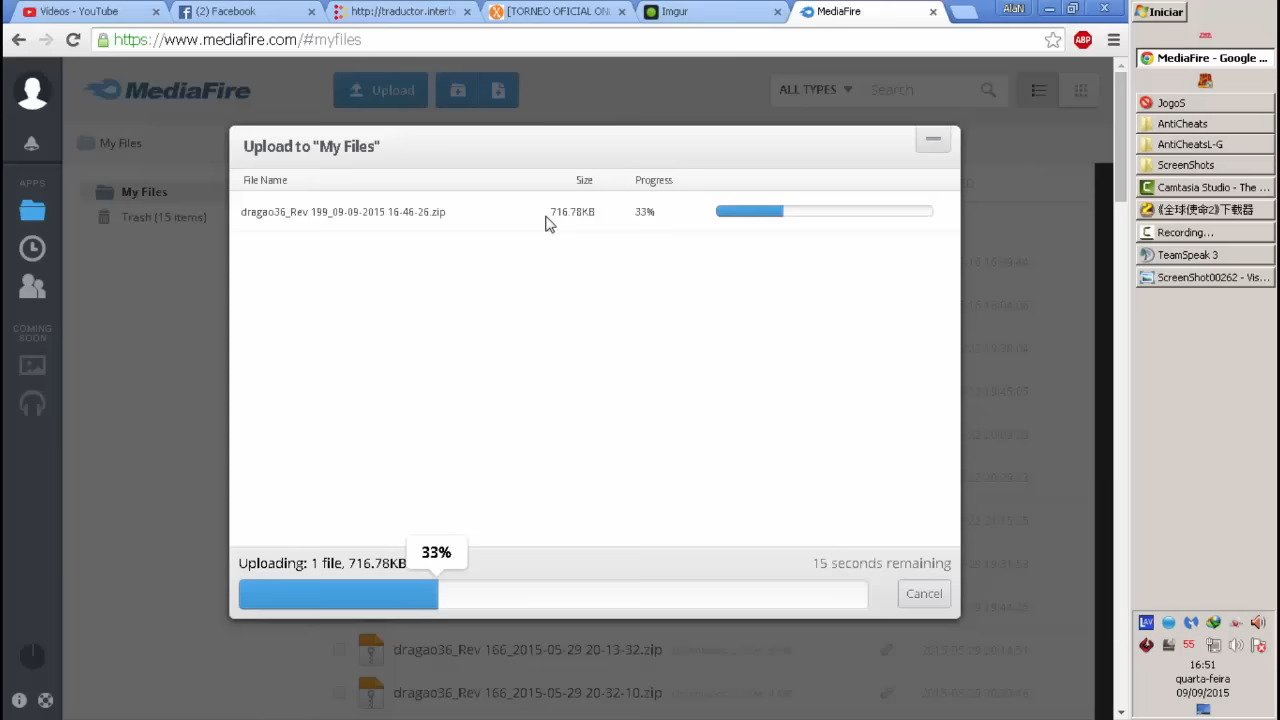 Vídeos - YouTube
(2) Facebook
http://traductor.interb
[TORNEO OFICIAL ON
Imgur
MediaFire
AlaN
Iniciar
https://www.mediafire.com/#myfiles
ABP
MediaFire - Google ...
MediaFire
Upload
ALL TYPES
Search
JogoS
AntiCheats
AntiCheatsL-G
ScreenShots
Camtasia Studio - The ...
《全球使命2》下载器
Recording...
TeamSpeak 3
ScreenShot00262 - Vis...
My Files
APPS
My Files
Trash [15 items]
COMING SOON
Upload to "My Files"
File Name
Size
Progress
dragao36_Rev 199_09-09-2015 16-46-26.zip
716.78KB
33%
33%
Uploading: 1 file, 716.78KB
15 seconds remaining
Cancel
dragao36_Rev 166_2015-05-29 20-13-32.zip
dragao36_Rev 166_2015-05-29 20-32-10.zip
LAV
55
16:51
quarta-feira
09/09/2015